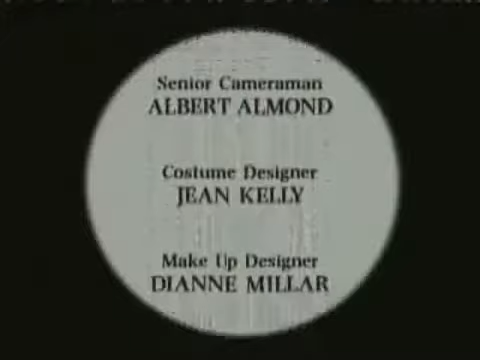 Senior Cameraman
ALBERT ALMOND
Costume Designer
JEAN KELLY
Make Up Designer
DIANNE MILLAR